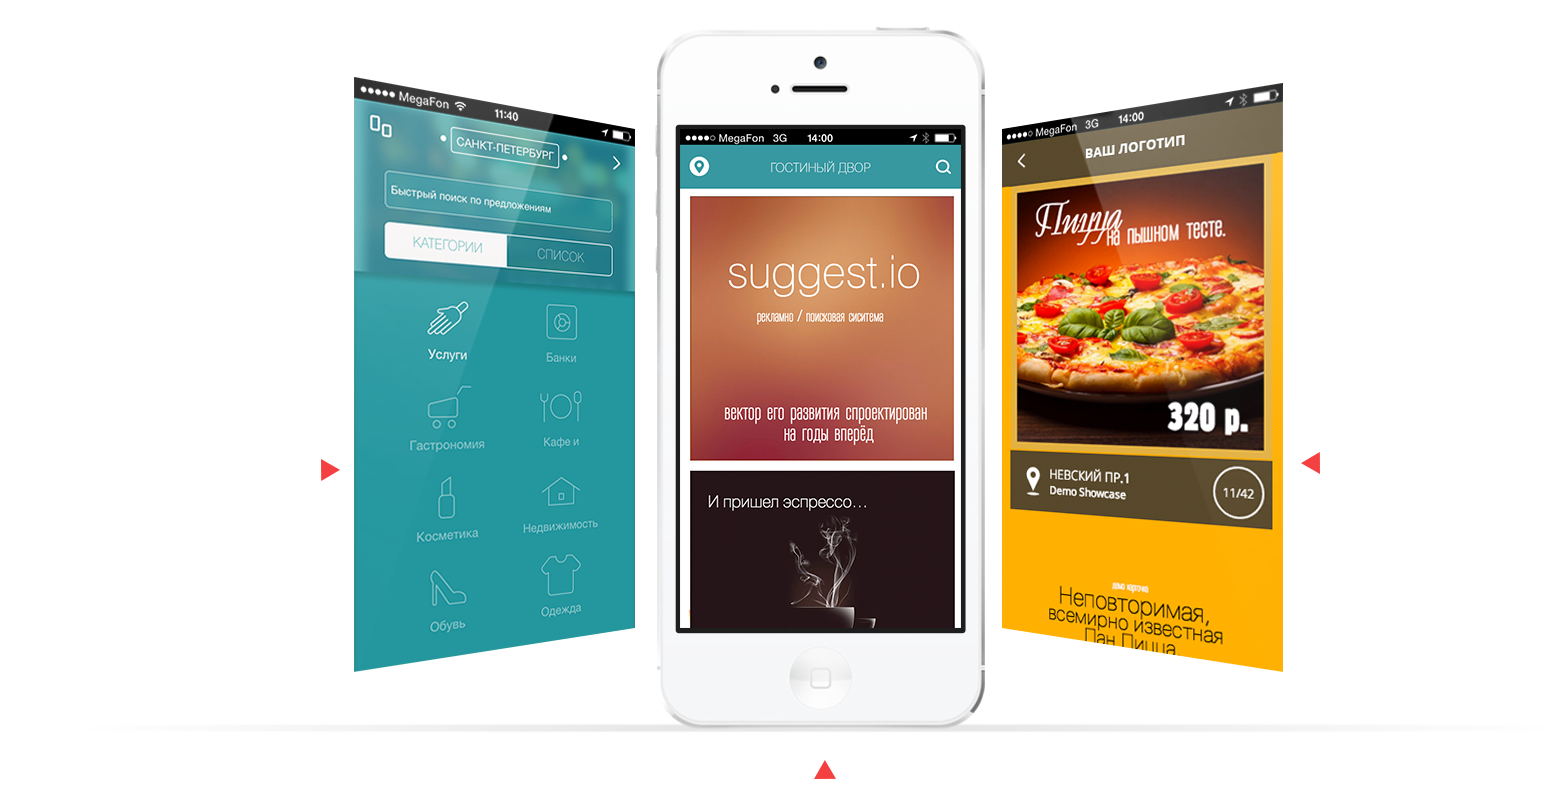 MegaFon
11:40
САНКТ-ПЕТЕРБУРГ
Быстрый поиск по предложениям
КАТЕГОРИИ
СПИСОК
Услуги
Банки
Гастрономия
Кафе и
Косметика
Недвижимость
Обувь
Одежда
MegaFon 3G 14:00
ГОСТИНЫЙ ДВОР
suggest.io
рекламно / поисковая сиситема
вектор его развития спроектирован
на годы вперёд
И пришел эспрессо...
MegaFon 3G 14:00
ВАШ ЛОГОТИП
Пицца
на пышном тесте.
320 р.
НЕВСКИЙ ПР.1
Demo Showcase
11/42
демо карточка
Неповторимая,
всемирно известная
Пан Пицца